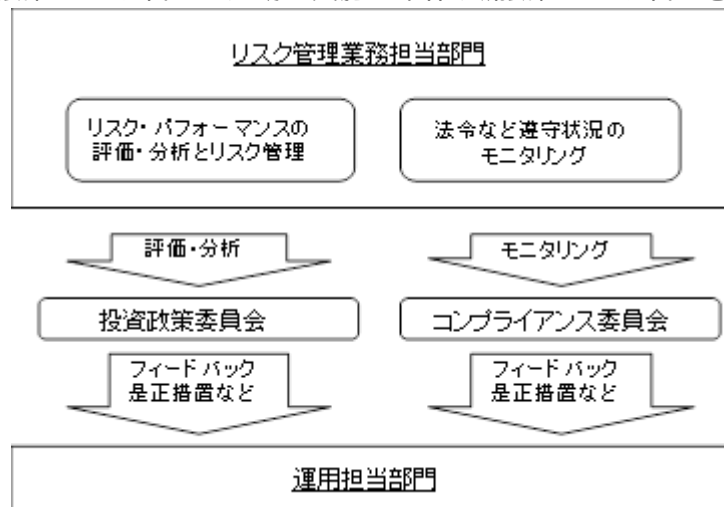 リスク管理業務担当部門
リスク・パフォーマンスの
評価・分析とリスク管理
法令など遵守状況の
モニタリング
評価・分析
モニタリング
投資政策委員会
コンプライアンス委員会
フィードバック
是正措置など
フィードバック
是正措置など
運用担当部門